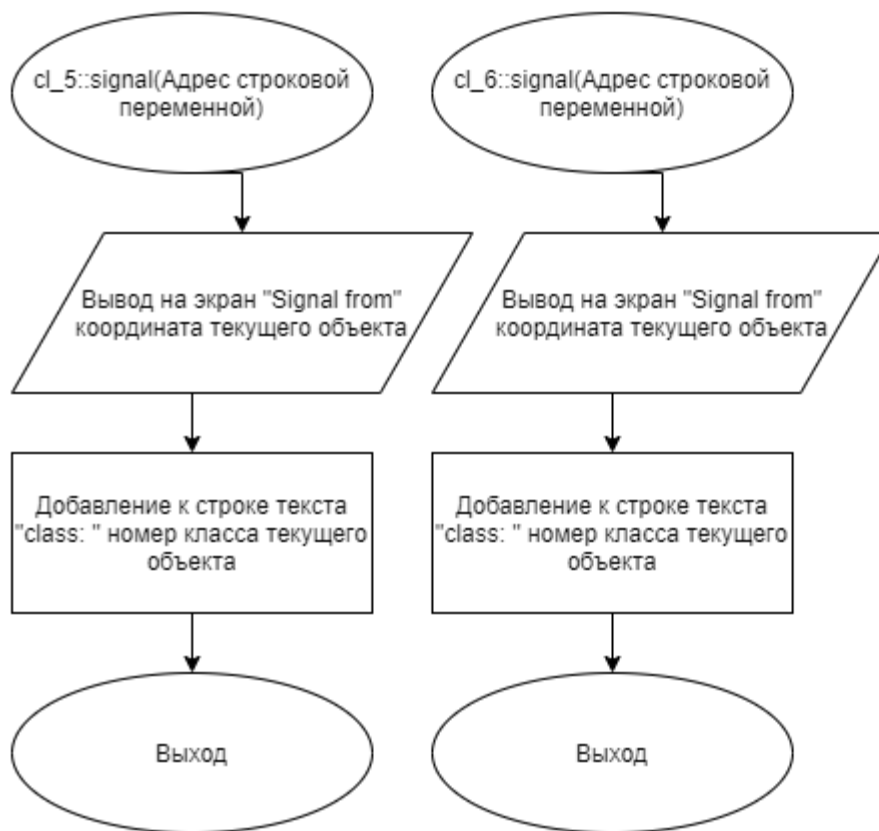 cl_5::signal(Адрес строковой
переменной)
Вывод на экран "Signal from"
координата текущего объекта
Добавление к строке текста
"class: " номер класса текущего
объекта
Выход
cl_6::signal(Адрес строковой
переменной)
Вывод на экран "Signal from"
координата текущего объекта
Добавление к строке текста
"class: " номер класса текущего
объекта
Выход